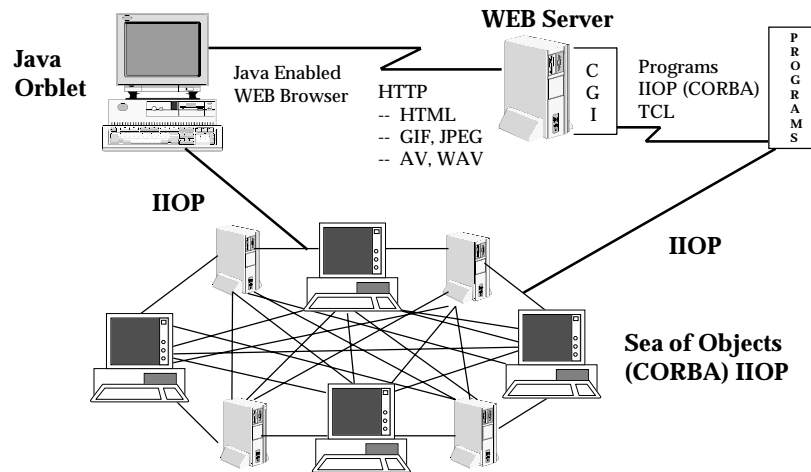 WEB Server
Java
Orblet
Java Enabled
WEB Browser
HTTP
-- HTML
-- GIF, JPEG
-- AV, WAV
C
G
I
Programs
IIOP (CORBA)
TCL
P
R
O
G
R
A
M
S
IIOP
IIOP
Sea of Objects
(CORBA) IIOP